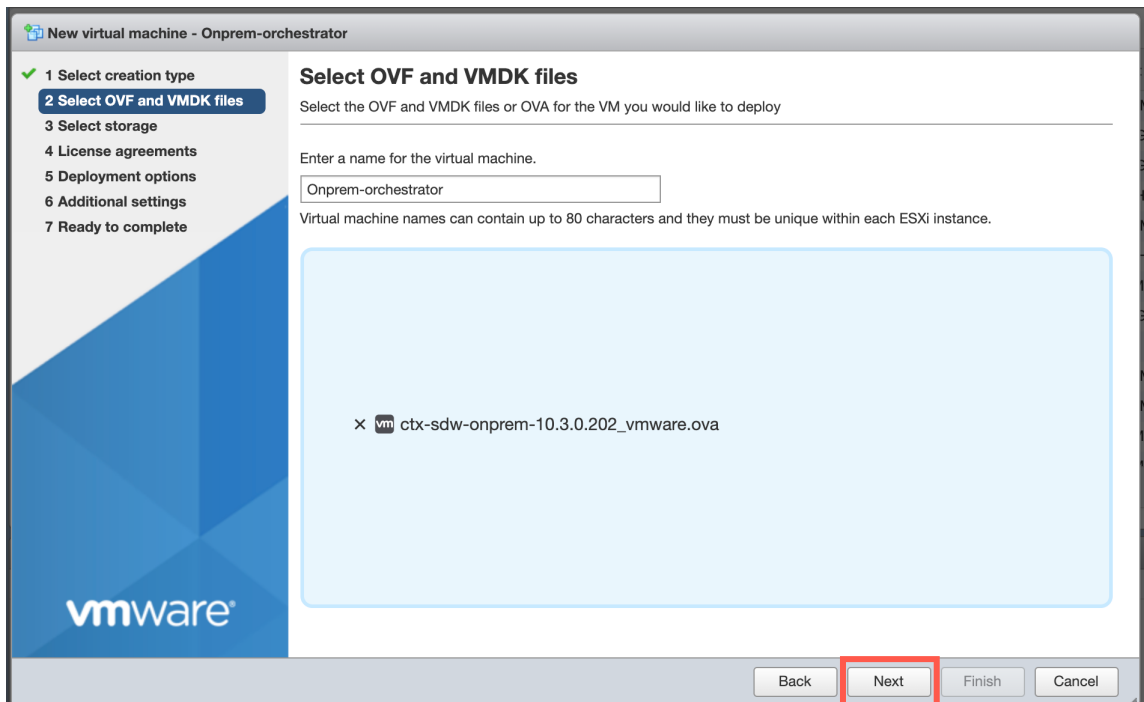 New virtual machine - Onprem-orchestrator
1 Select creation type
2 Select OVF and VMDK files
3 Select storage
4 License agreements
5 Deployment options
6 Additional settings
7 Ready to complete
vmware®
Select OVF and VMDK files
Select the OVF and VMDK files or OVA for the VM you would like to deploy
Enter a name for the virtual machine.
Onprem-orchestrator
Virtual machine names can contain up to 80 characters and they must be unique within each ESXi instance.
vm ctx-sdw-onprem-10.3.0.202_vmware.ova
Back Next Finish Cancel